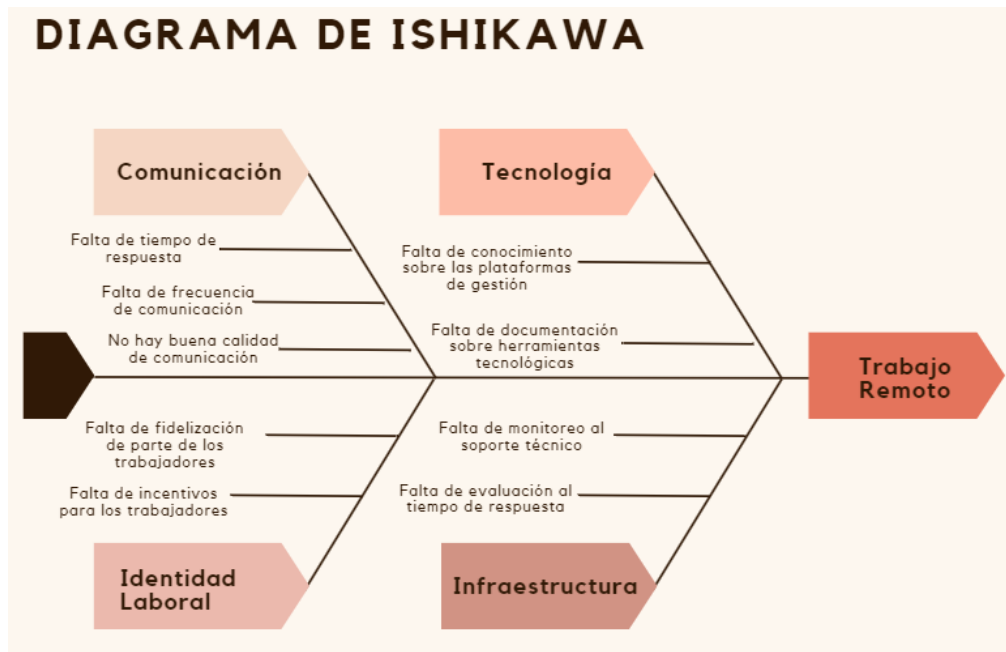 DIAGRAMA DE ISHIKAWA
Comunicación
Falta de tiempo de
respuesta
Falta de frecuencia
de comunicación
No hay buena calidad
de comunicación
Tecnología
Falta de conocimiento
sobre las plataformas
de gestión
Falta de documentación
sobre herramientas
tecnológicas
Trabajo
Remoto
Falta de fidelización
de parte de los
trabajadores
Falta de incentivos
para los trabajadores
Identidad
Laboral
Falta de monitoreo al
soporte técnico
Falta de evaluación al
tiempo de respuesta
Infraestructura